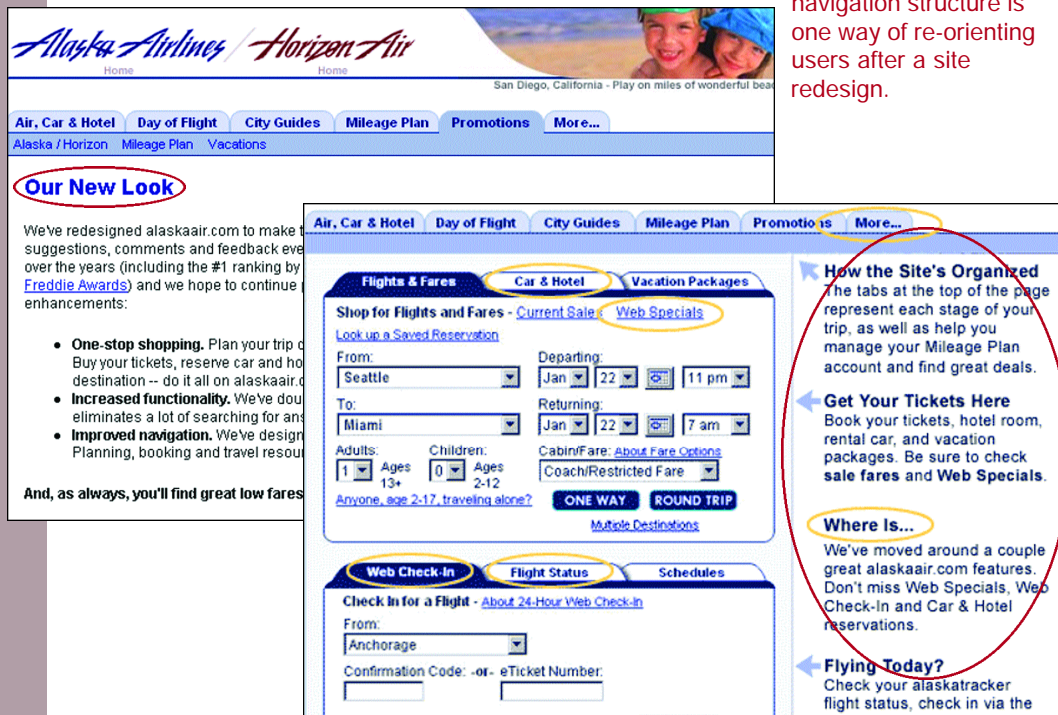 navigation structure is
one way of re-orienting
users after a site
redesign.
Alaska Airlines / Horizon Air
Home Home
San Diego, California - Play on miles of wonderful
Air, Car & Hotel Day of Flight City Guides Mileage Plan Promotions More...
Alaska / Horizon Mileage Plan Vacations
Our New Look
We've redesigned alaskaair.com to make
suggestions, comments and feedback
over the years (including the #1 ranking by
Freddie Awards) and we hope to continue
enhancements:
• One-stop shopping. Plan your trip
Buy your tickets, reserve car and
destination -- do it all on
• Increased functionality. We've
eliminates a lot of searching for
• Improved navigation. We've
Planning, booking and travel
And, as always, you'll find great low fares
Air, Car & Hotel Day of Flight City Guides Mileage Plan Promotions More...
Flights & Fares Car & Hotel Vacation Packages
Shop for Flights and Fares - Current Sales Web Specials
Look up a Saved Reservation
From: Departing:
Seattle Jan 22 11 pm
To: Returning:
Miami Jan 22 7 am
Adults: Children: Cabin/Fare: About Fare Options
1 Ages 13+ 0 Ages 2-12 Coach/Restricted Fare
Anyone, age 2-17, traveling alone? ONE WAY ROUND TRIP
Multiple Destinations
Web Check-In Flight Status Schedules
Check In for a Flight - About 24-Hour Web Check-In
From:
Anchorage
Confirmation Code: -or- eTicket Number:
How the Site's Organized
The tabs at the top of the page
represent each stage of your
trip, as well as help you
manage your Mileage Plan
account and find great deals.
Get Your Tickets Here
Book your tickets, hotel room,
rental car, and vacation
packages. Be sure to check
sale fares and Web Specials.
Where Is...
We've moved around a couple
great alaskaair.com features.
Don't miss Web Specials, Web
Check-In and Car & Hotel
reservations.
Flying Today?
Check your alaskatracker
flight status, check in via the